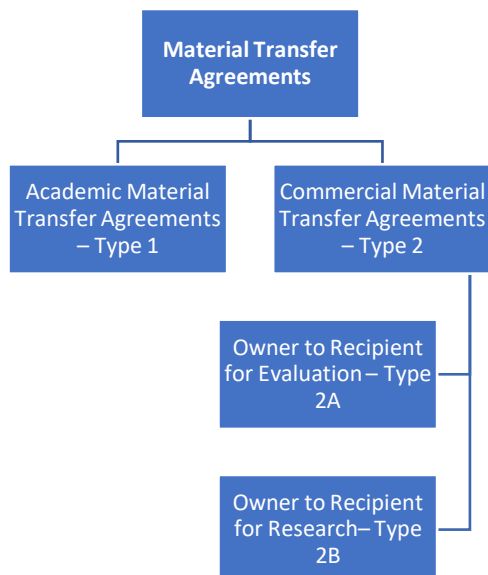 Material Transfer
Agreements
Academic Material
Transfer Agreements
– Type 1
Commercial Material
Transfer Agreements
– Type 2
Owner to Recipient
for Evaluation – Type
2A
Owner to Recipient
for Research– Type
2B